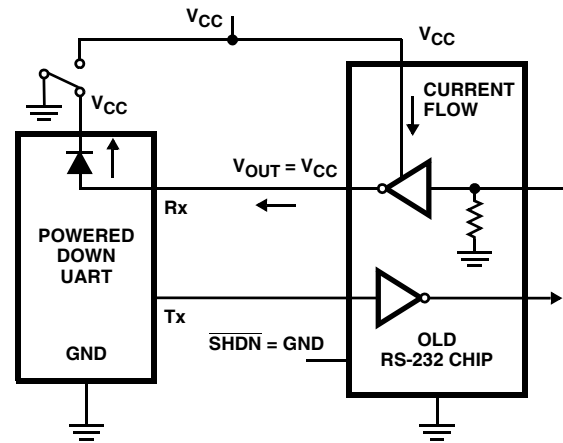 VCC
VCC
VCC
CURRENT
FLOW
VOUT = VCC
Rx
POWERED
DOWN
UART
Tx
SHDN = GND
GND
OLD
RS-232 CHIP